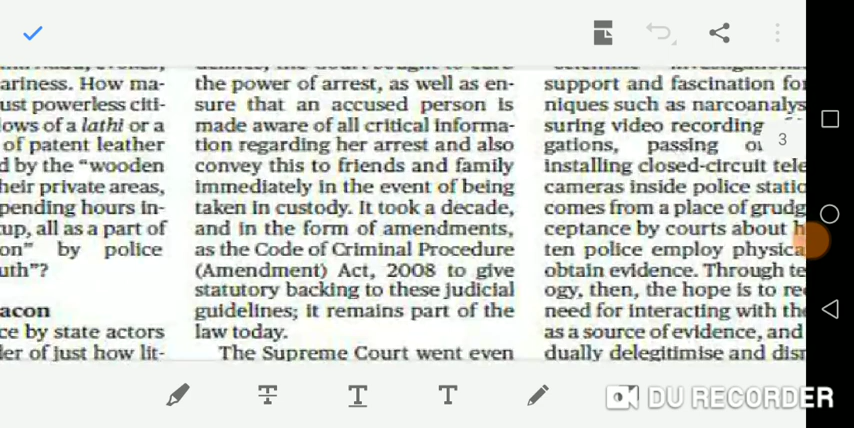 3
ariness. How ma-
ust powerless citi-
lows of a lathi or a
of patent leather
d by the “wooden
heir private areas,
pending hours in-
up, all as a part of
on” by police
uth”?
acon
ce by state actors
ler of just how lit-
the power of arrest, as well as en-
sure that an accused person is
made aware of all critical informa-
tion regarding her arrest and also
convey this to friends and family
immediately in the event of being
taken in custody. It took a decade,
and in the form of amendments,
as the Code of Criminal Procedure
(Amendment) Act, 2008 to give
statutory backing to these judicial
guidelines; it remains part of the
law today.
The Supreme Court went even
support and fascination for
niques such as narcoanalys
suring video recording
gations, passing
installing closed-circuit tele
cameras inside police static
comes from a place of grudg
ceptance by courts about h
ten police employ physica
obtain evidence. Through te
ogy, then, the hope is to re
need for interacting with the
as a source of evidence, and
dually delegitimise and disn
T T T
DU RECORDER